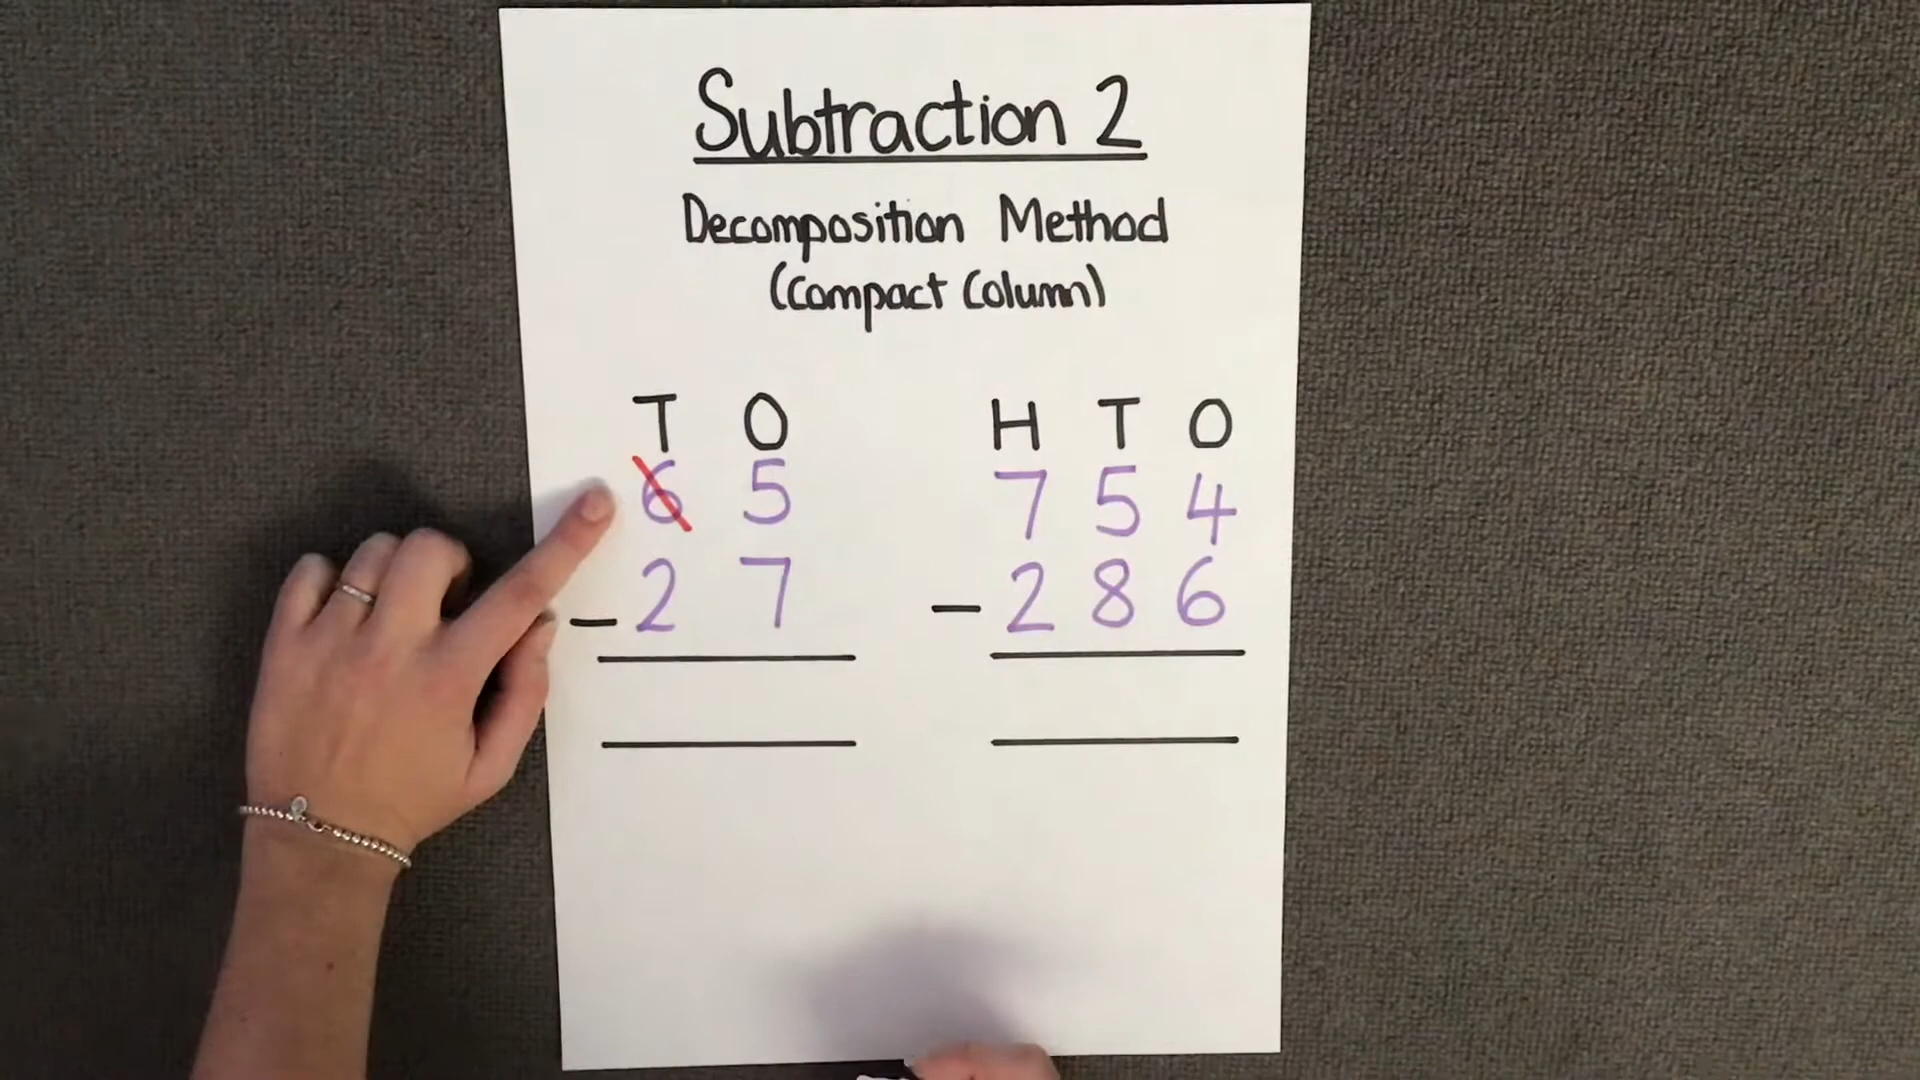 Subtraction 2
Decomposition Method
(Compact Column)
T O
6 5
- 2 7
H T O
7 5 4
- 2 8 6